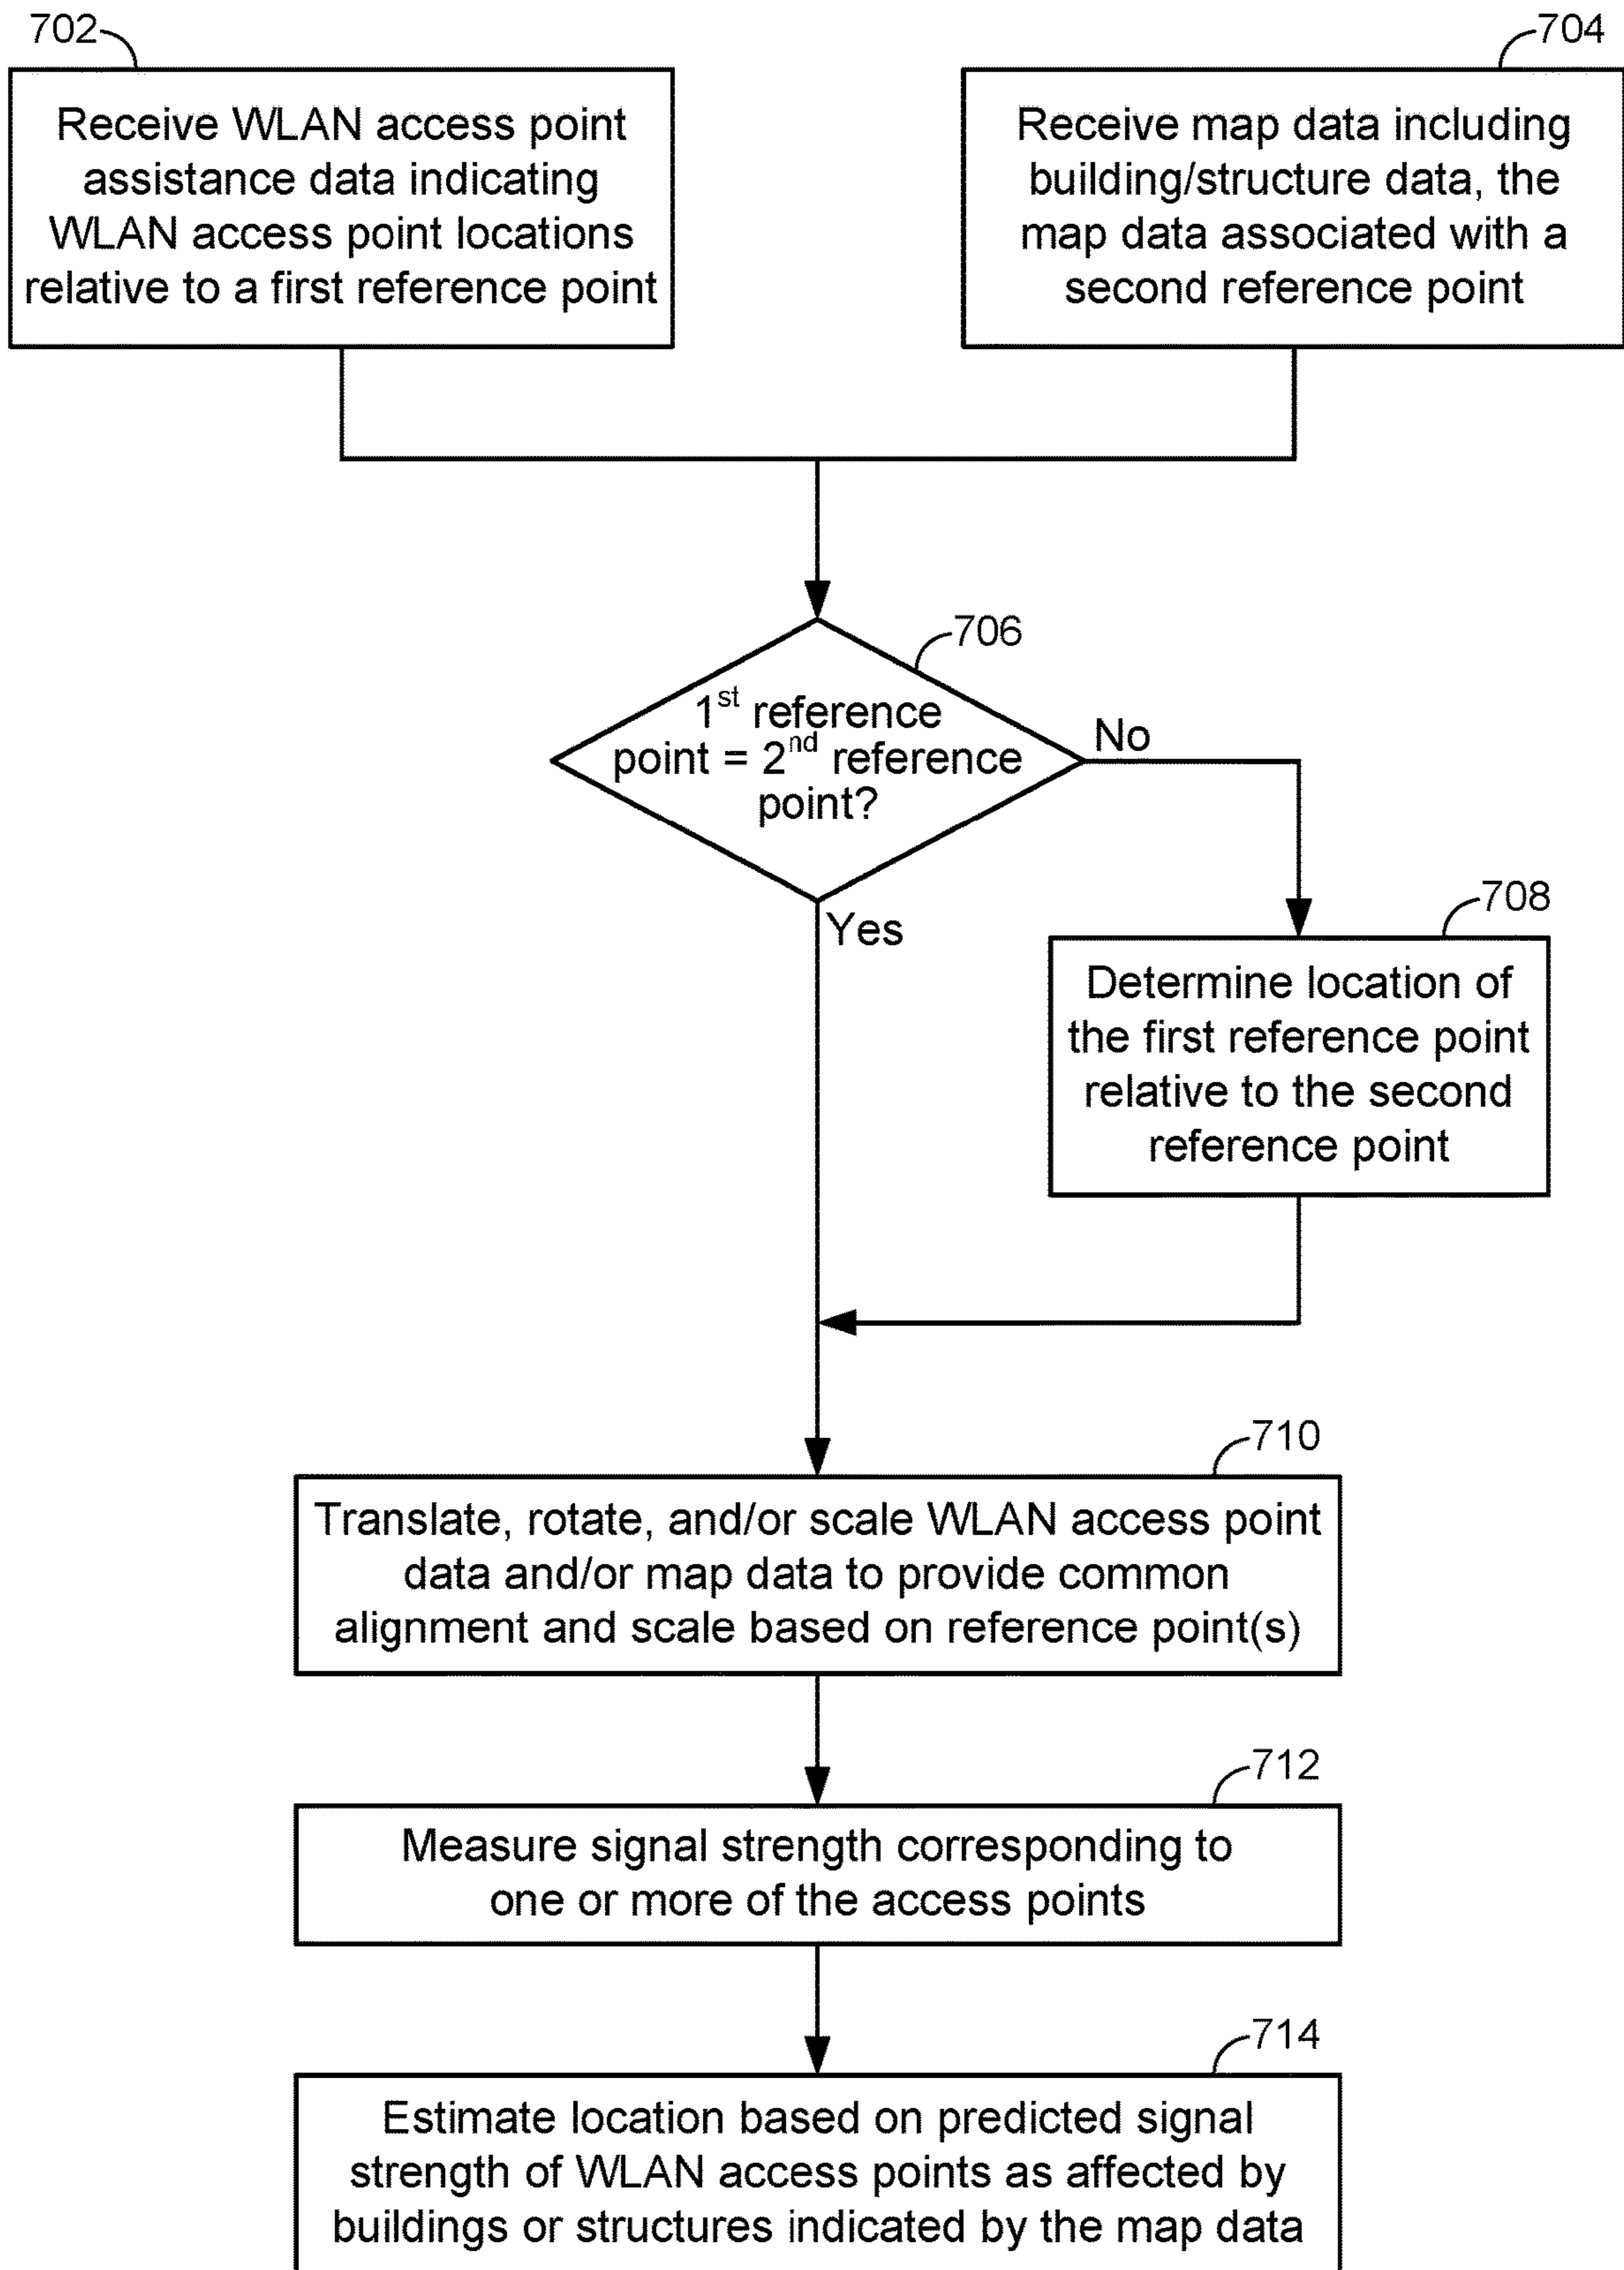 702
Receive WLAN access point
assistance data indicating
WLAN access point locations
relative to a first reference point
704
Receive map data including
building/structure data, the
map data associated with a
second reference point
706
1st reference
point = 2nd reference
point?
No
Yes
708
Determine location of
the first reference point
relative to the second
reference point
710
Translate, rotate, and/or scale WLAN access point
data and/or map data to provide common
alignment and scale based on reference point(s)
712
Measure signal strength corresponding to
one or more of the access points
714
Estimate location based on predicted signal
strength of WLAN access points as affected by
buildings or structures indicated by the map data